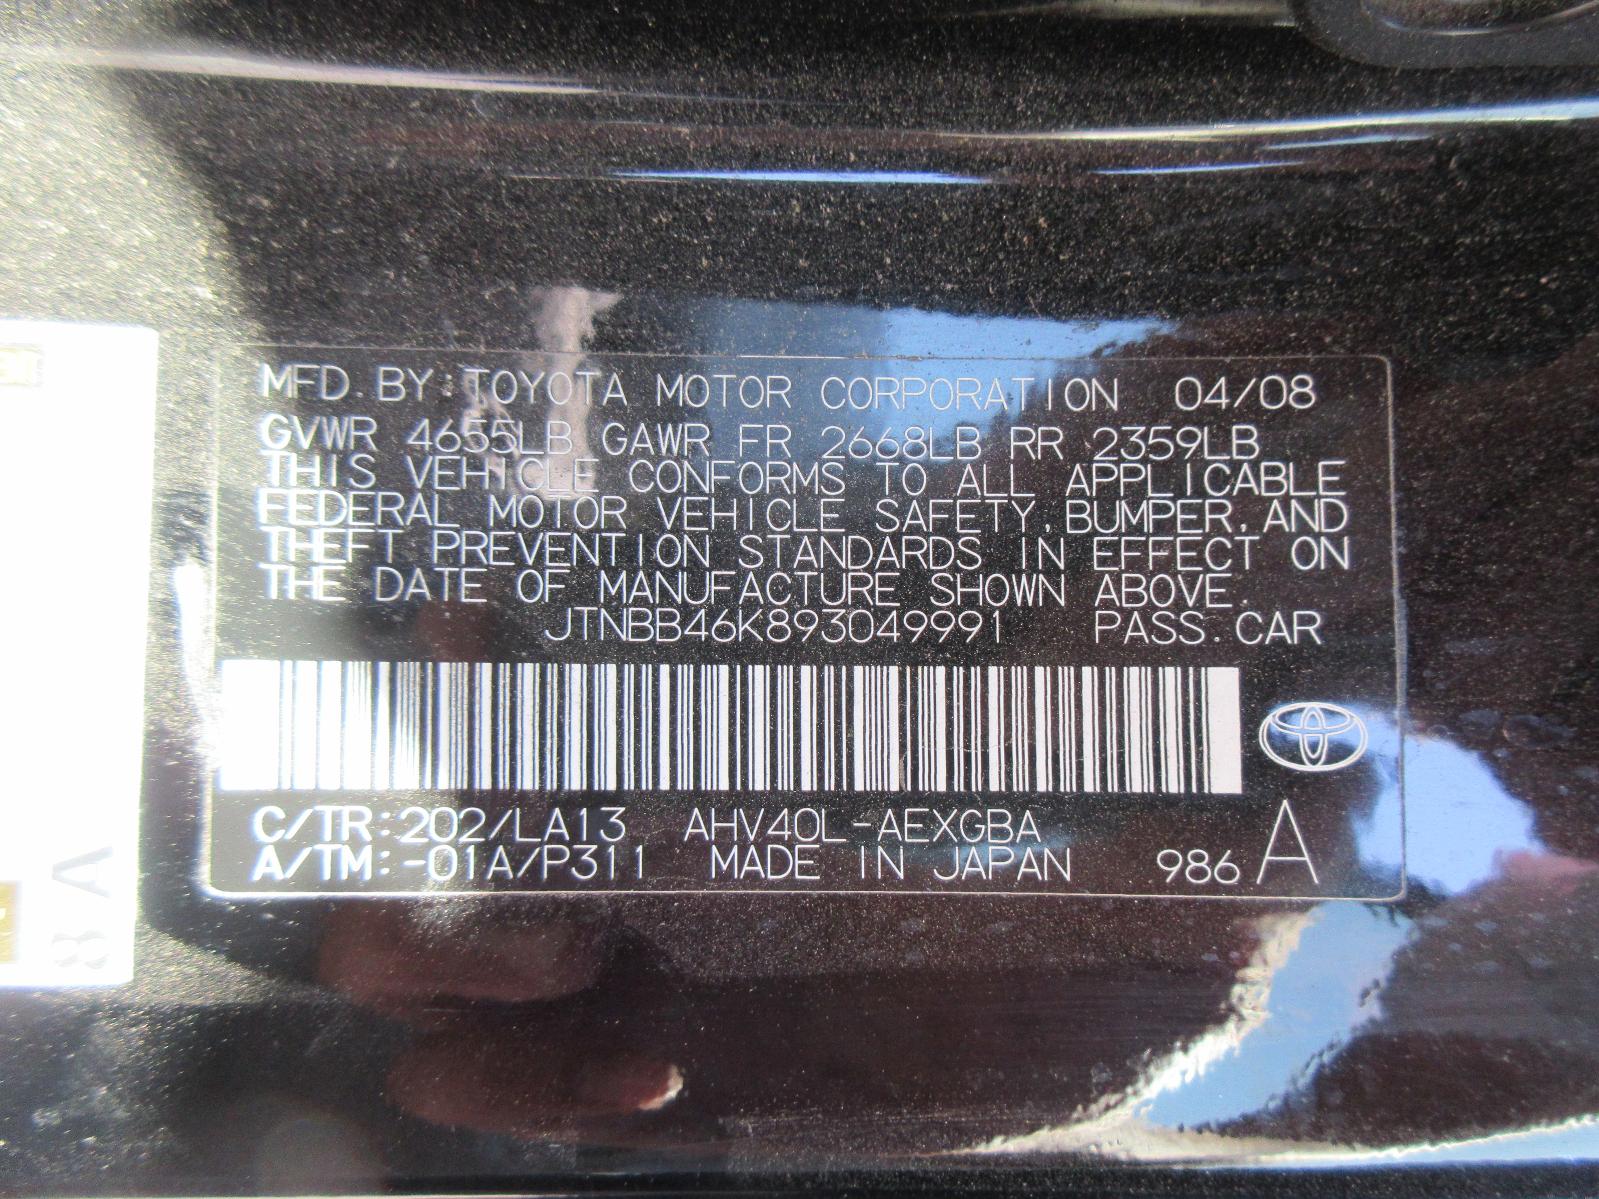 MFD. BY: TOYOTA MOTOR CORPORATION 04/08
GVWR 4655LB GAWR FR 2668LB RR 2359LB
THIS VEHICLE CONFORMS TO ALL APPLICABLE
FEDERAL MOTOR VEHICLE SAFETY, BUMPER, AND
THEFT PREVENTION STANDARDS IN EFFECT ON
THE DATE OF MANUFACTURE SHOWN ABOVE.
JTNBB46K893049991 PASS. CAR
C/TR: 202/LA13 AHV40L-AEXGBA
A/TM: -01A/P311 MADE IN JAPAN 986 A